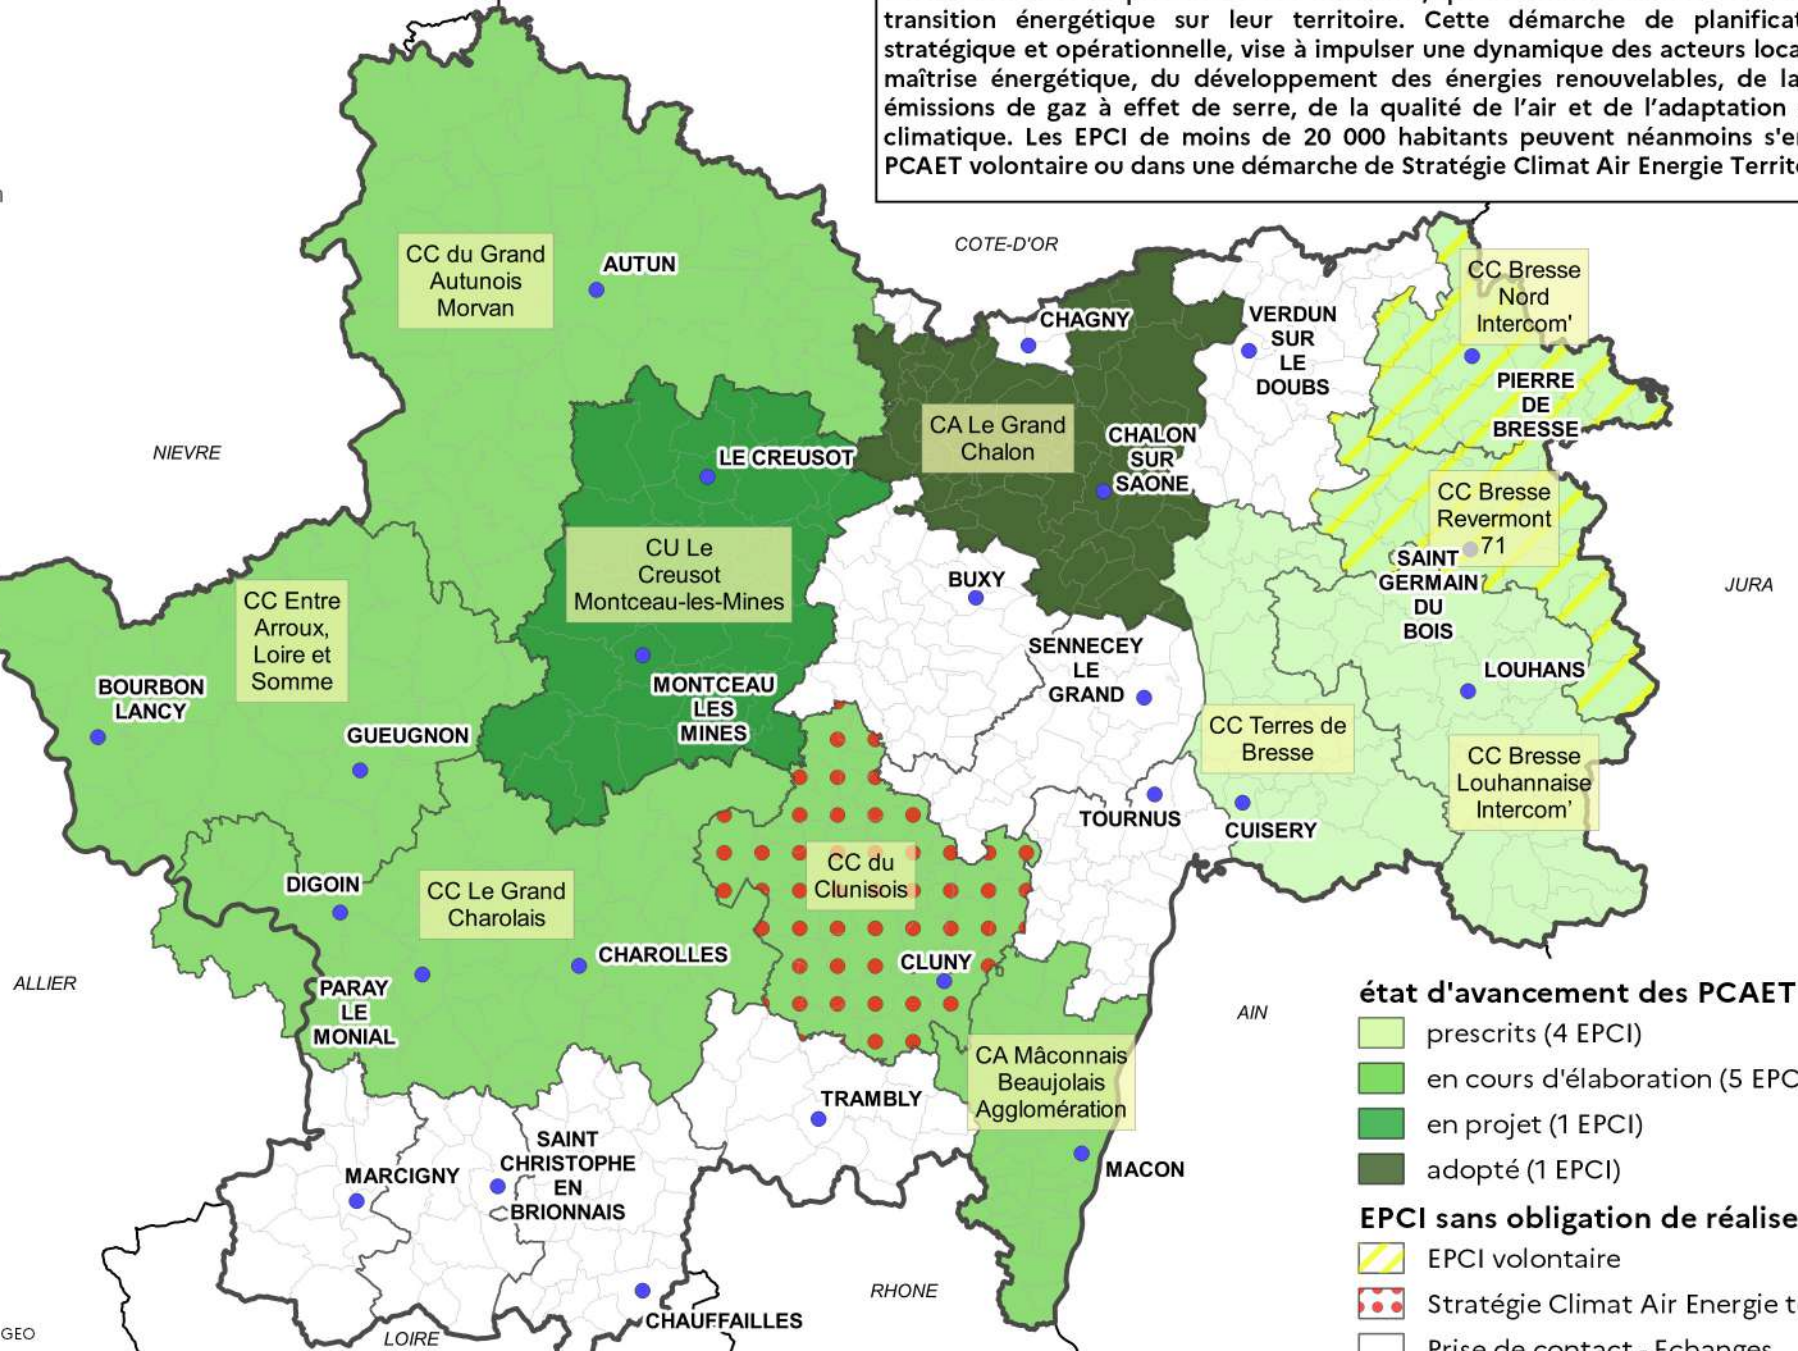 transition énergétique sur leur territoire. Cette démarche de planificat
stratégique et opérationnelle, vise à impulser une dynamique des acteurs loca
maîtrise énergétique, du développement des énergies renouvelables, de la
émissions de gaz à effet de serre, de la qualité de l'air et de l'adaptation
climatique. Les EPCI de moins de 20 000 habitants peuvent néanmoins s'e
PCAET volontaire ou dans une démarche de Stratégie Climat Air Energie Territo
COTE-D'OR
CC du Grand
Autunois
Morvan
AUTUN
CC Bresse
Nord
Intercom'
CHAGNY
VERDUN
SUR
LE
DOUBS
PIERRE
DE
BRESSE
NIEVRE
CA Le Grand
Chalon
CHALON
SUR
SAONE
LE CREUSOT
CC Bresse
Revermont
71
CU Le
Creusot
Montceau-les-Mines
SAINT
GERMAIN
DU
BOIS
JURA
BUXY
CC Entre
Arroux,
Loire et
Somme
SENNECEY
LE
GRAND
LOUHANS
BOURBON
LANCY
MONTCEAU
LES
MINES
GUEUGNON
CC Terres de
Bresse
CC Bresse
Louhannaise
Intercom'
TOURNUS
CUISERY
CC du
Clunisois
DIGOIN
CC Le Grand
Charolais
CHAROLLES
CLUNY
ALLIER
PARAY
LE
MONIAL
AIN
CA Mâconnais
Beaujolais
Agglomération
TRAMBLY
SAINT
CHRISTOPHE
EN
BRIONNAIS
MARCIGNY
MACON
RHONE
CHAUFFAILLES
LOIRE
GEO
état d'avancement des PCAET
prescrits (4 EPCI)
en cours d'élaboration (5 EPC
en projet (1 EPCI)
adopté (1 EPCI)
EPCI sans obligation de réalise
EPCI volontaire
Stratégie Climat Air Energie t
Prise de contact - Echanges